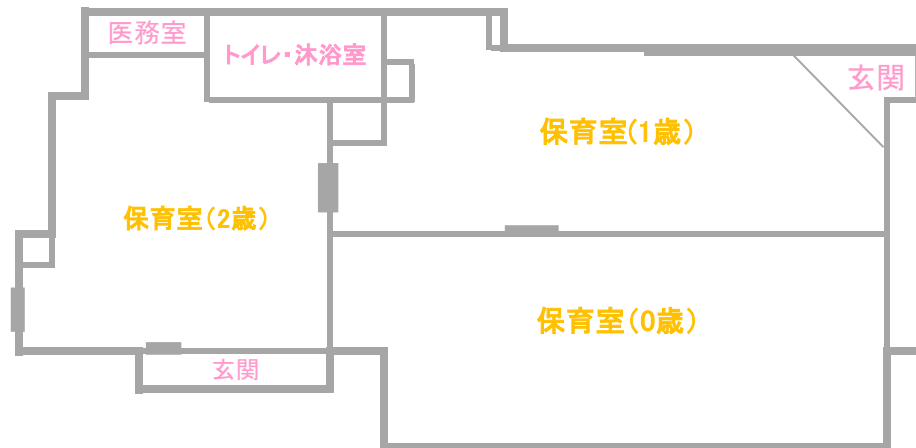 医務室
トイレ・沐浴室
玄関
保育室(1歳)
保育室(2歳)
保育室(0歳)
玄関